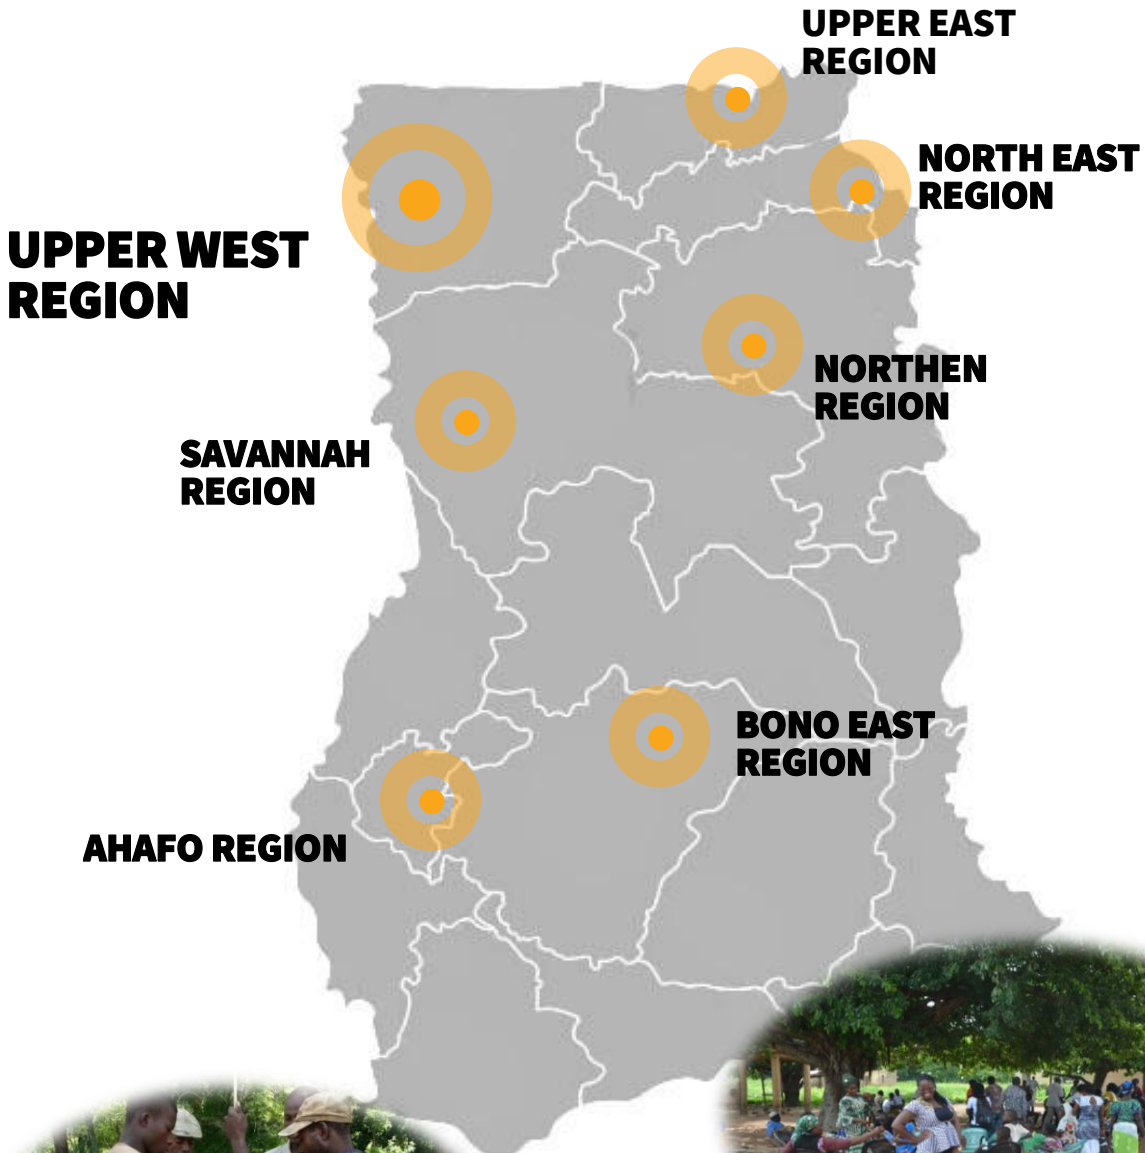 UPPER EAST
REGION
NORTH EAST
REGION
UPPER WEST
REGION
NORTHEN
REGION
SAVANNAH
REGION
BONO EAST
REGION
AHAFO REGION